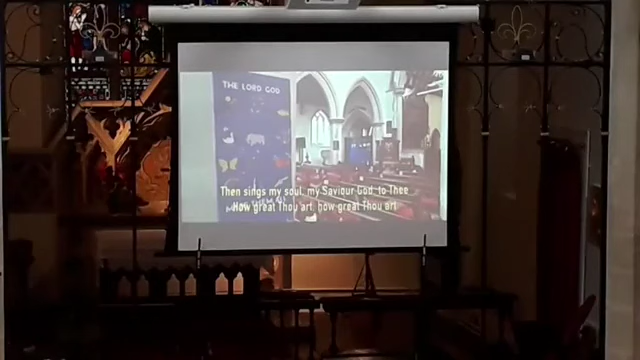 THE LORD GOD
Then sings my soul, my Saviour God, to Thee
How great Thou art, how great Thou art